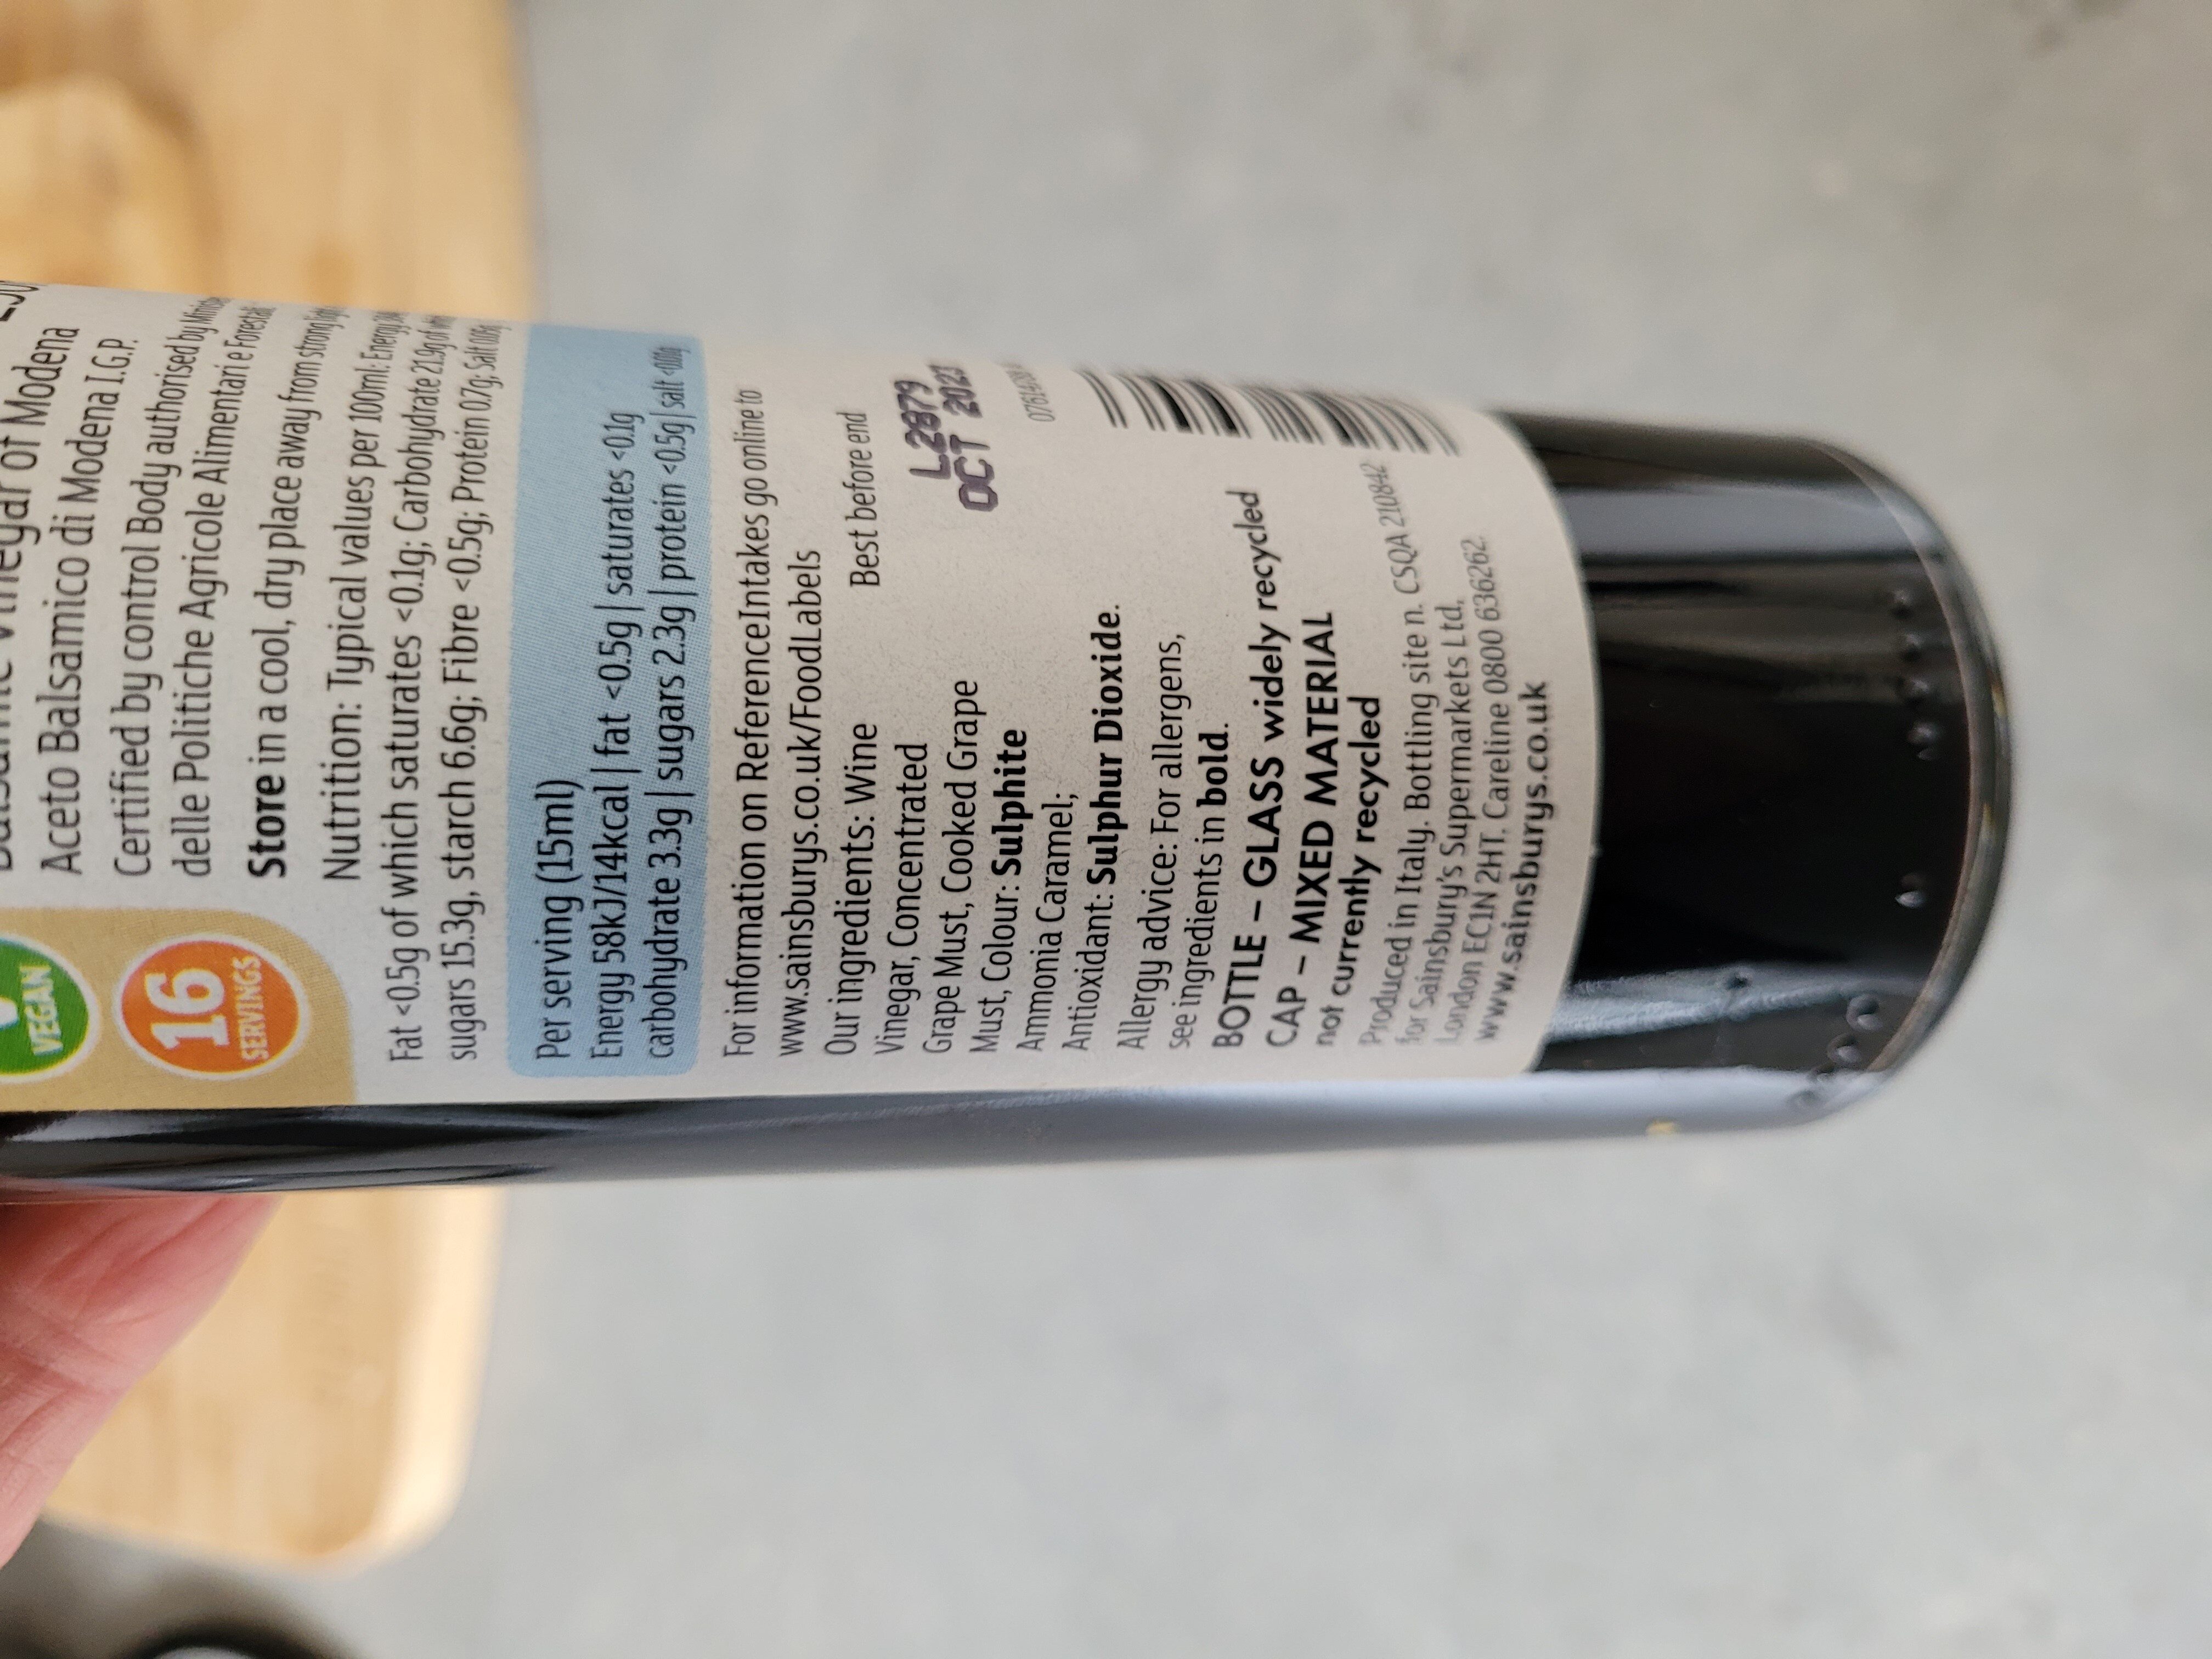 VEGAN
16
SERVINGS
Vinegar of Modena
Aceto Balsamico di Modena I.G.P.
Certified by control Body authorised by
delle Politiche Agricole Alimentari e Forestali
Store in a cool, dry place away from strong light
Nutrition: Typical values per 100ml: Energy
Fat <0.5g of which saturates <0.1g; Carbohydrate 21.9g of which
sugars 15.3g, starch 6.6g; Fibre <0.5g; Protein 0.7g; Salt
Per serving (15ml)
Energy 58kJ/14kcal | fat <0.5g | saturates <0.1g
carbohydrate 3.3g | sugars 2.3g | protein <0.5g | salt
For information on ReferenceIntakes go online to
www.sainsburys.co.uk/FoodLabels
Our ingredients: Wine
Vinegar, Concentrated
Grape Must, Cooked Grape
Must, Colour: Sulphite
Ammonia Caramel;
Antioxidant: Sulphur Dioxide.
Best before end
L2879
OCT
Allergy advice: For allergens,
see ingredients in bold.
BOTTLE – GLASS widely recycled
CAP – MIXED MATERIAL
not currently recycled
Produced in Italy. Bottling site n. CSQA 210842
for Sainsbury's Supermarkets Ltd,
London EC1N 2HT. Careline 0800 636262.
www.sainsburys.co.uk